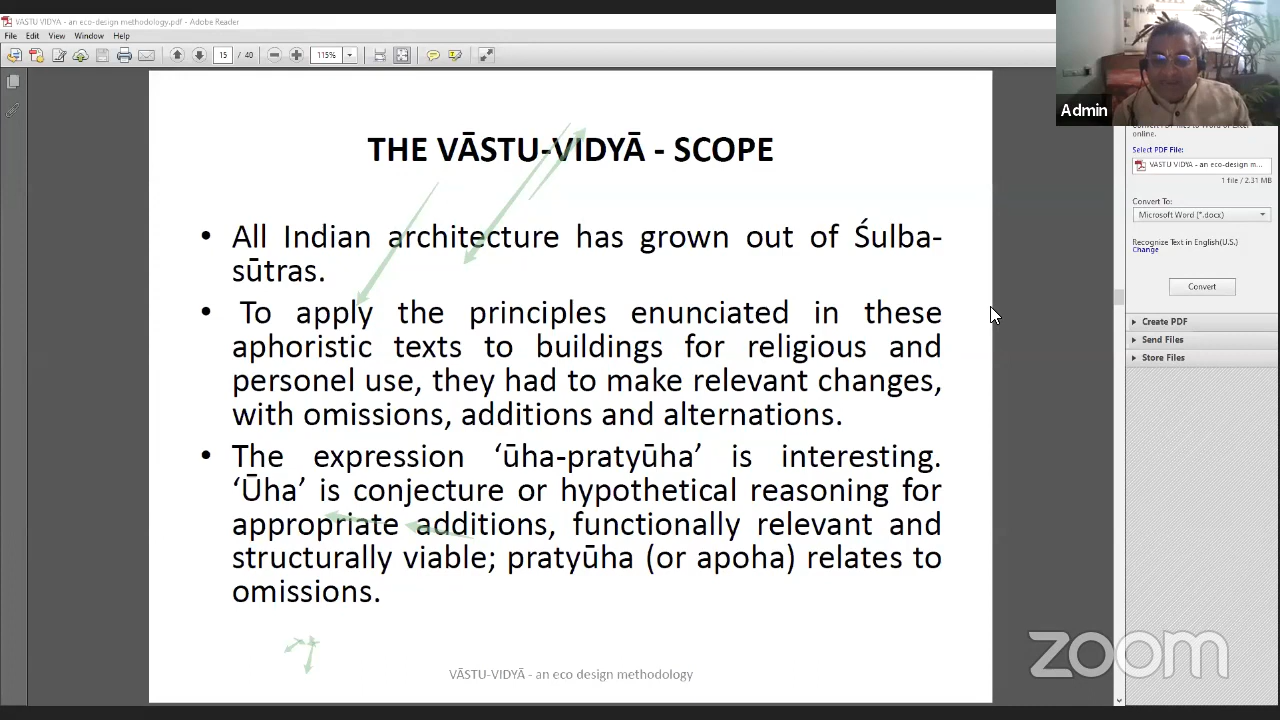 VASTU VIDYA - an eco-design methodology.pdf - Adobe Reader
File Edit View Window Help
15 / 40 115%
Admin
THE VĀSTU-VIDYĀ - SCOPE
• All Indian architecture has grown out of Śulba-
sūtras.
• To apply the principles enunciated in these
aphoristic texts to buildings for religious and
personel use, they had to make relevant changes,
with omissions, additions and alternations.
• The expression ‘ūha-pratyūha’ is interesting.
‘Ūha’ is conjecture or hypothetical reasoning for
appropriate additions, functionally relevant and
structurally viable; pratyūha (or apoha) relates to
omissions.
VĀSTU-VIDYĀ - an eco design methodology
online.
Select PDF File:
VASTU VIDYA - an eco-design m...
1 file / 2.31 MB
Convert To:
Microsoft Word (*.docx)
Recognize Text in English(U.S.)
Change
Convert
Create PDF
Send Files
Store Files
zoom